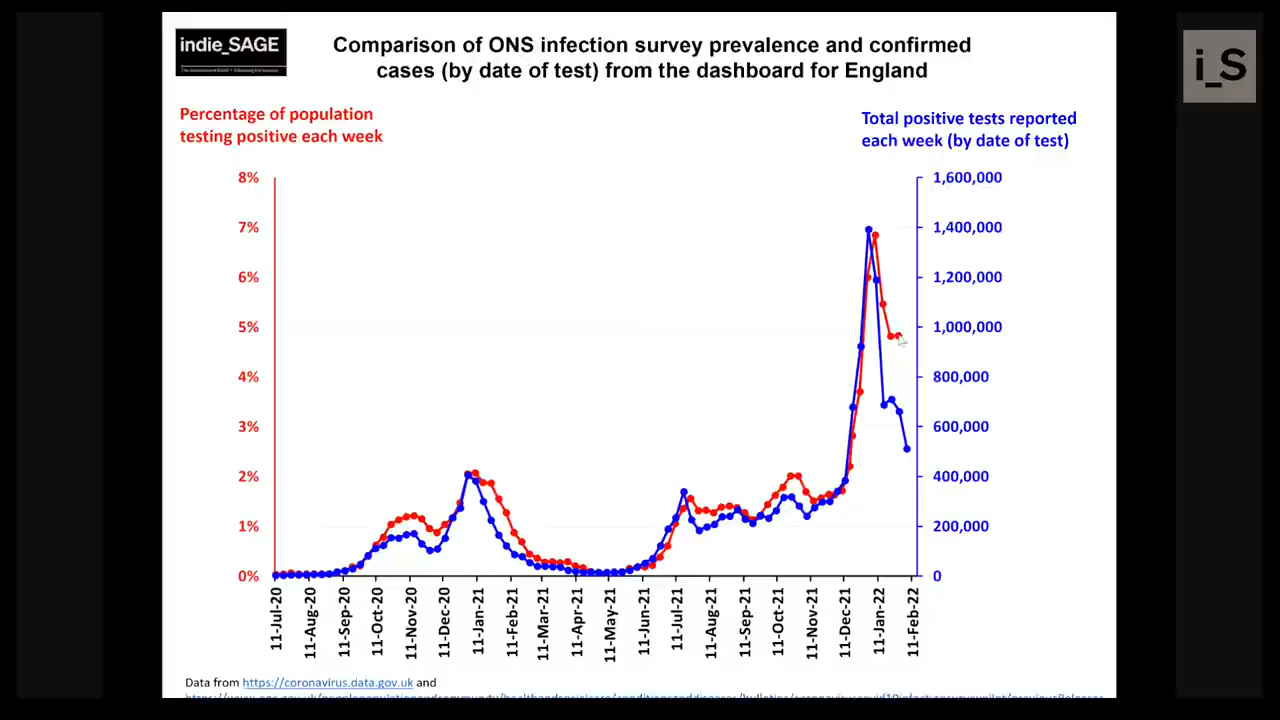 indie_SAGE
Comparison of ONS infection survey prevalence and confirmed
cases (by date of test) from the dashboard for England
i_S
Percentage of population
testing positive each week
Total positive tests reported
each week (by date of test)
8%
7%
6%
5%
4%
3%
2%
1%
0%
1,600,000
1,400,000
1,200,000
1,000,000
800,000
600,000
400,000
200,000
0
11-Jul-20
11-Aug-20
11-Sep-20
11-Oct-20
11-Nov-20
11-Dec-20
11-Jan-21
11-Feb-21
11-Mar-21
11-Apr-21
11-May-21
11-Jun-21
11-Jul-21
11-Aug-21
11-Sep-21
11-Oct-21
11-Nov-21
11-Dec-21
11-Jan-22
11-Feb-22
Data from https://coronavirus.data.gov.uk and